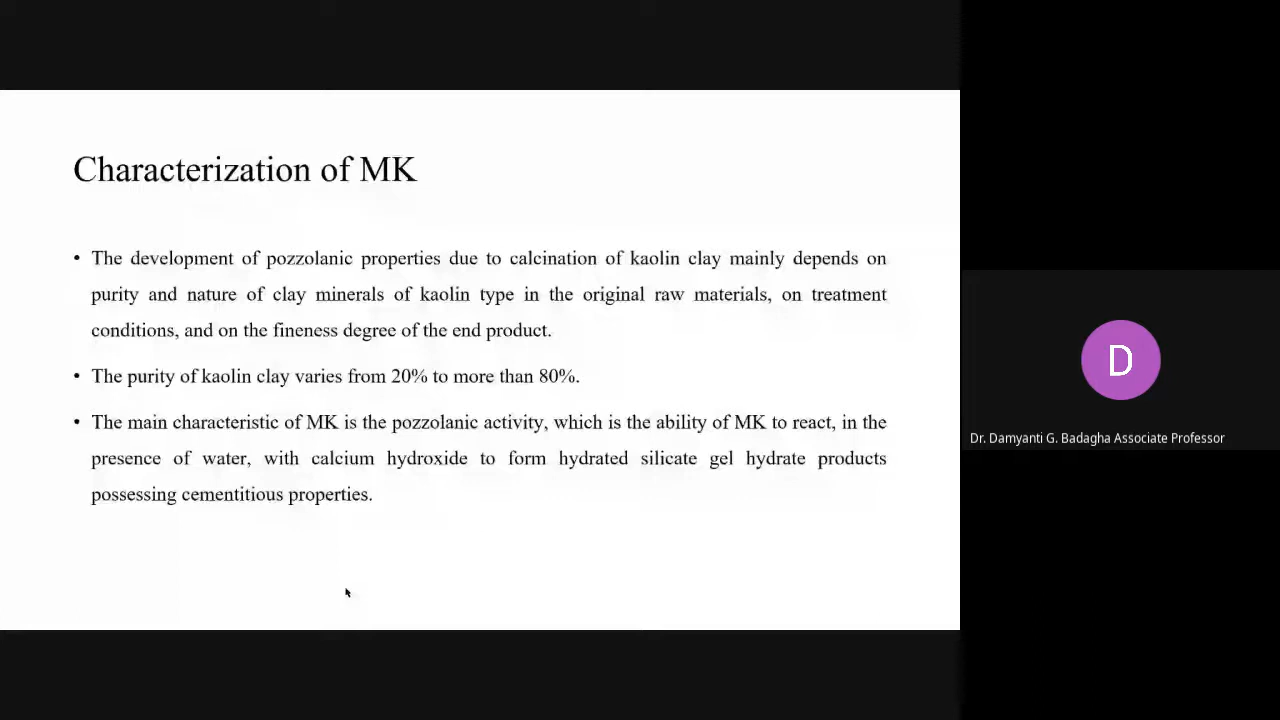 Characterization of MK
• The development of pozzolanic properties due to calcination of kaolin clay mainly depends on
purity and nature of clay minerals of kaolin type in the original raw materials, on treatment
conditions, and on the fineness degree of the end product.
• The purity of kaolin clay varies from 20% to more than 80%.
• The main characteristic of MK is the pozzolanic activity, which is the ability of MK to react, in the
presence of water, with calcium hydroxide to form hydrated silicate gel hydrate products
possessing cementitious properties.
D
Dr. Damyanti G. Badagha Associate Professor